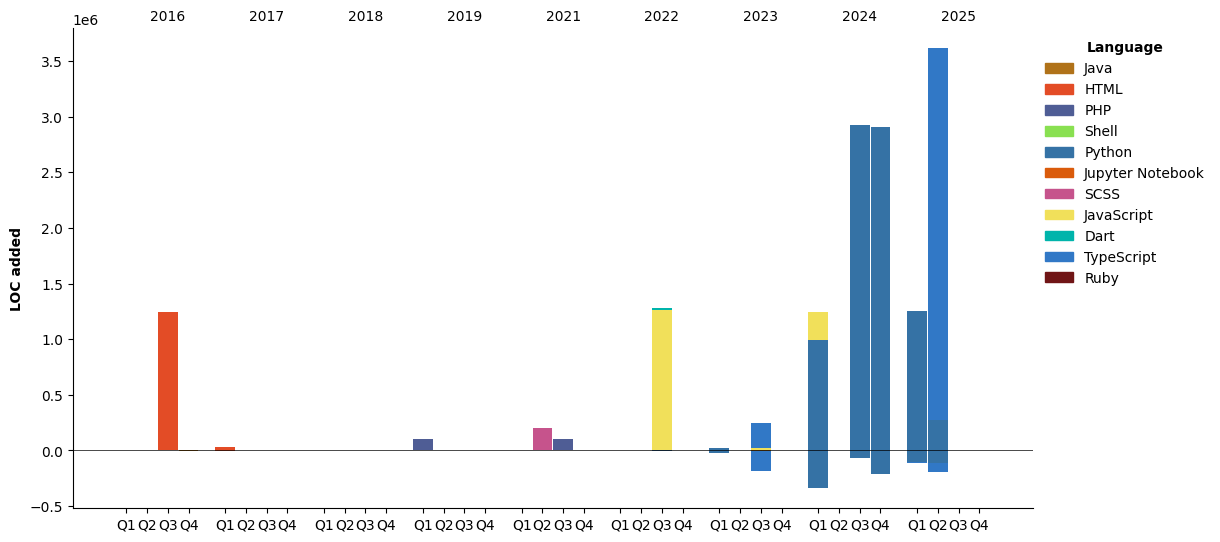 2016 2017 2018 2019 2021 2022 2023 2024 2025
1e6
3.5
3.0
2.5
2.0
1.5
1.0
0.5
0.0
−0.5
LOC added
Q1 Q2 Q3 Q4 Q1 Q2 Q3 Q4 Q1 Q2 Q3 Q4 Q1 Q2 Q3 Q4 Q1 Q2 Q3 Q4 Q1 Q2 Q3 Q4 Q1 Q2 Q3 Q4 Q1 Q2 Q3 Q4 Q1 Q2 Q3 Q4
Language
Java
HTML
PHP
Shell
Python
Jupyter Notebook
SCSS
JavaScript
Dart
TypeScript
Ruby